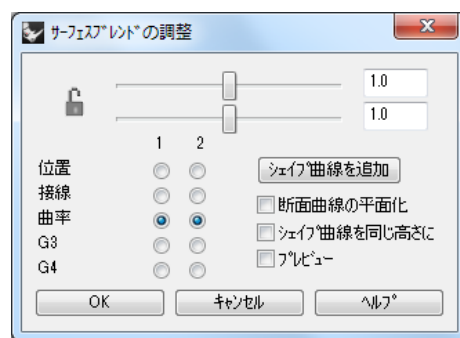 ｻｰﾌｪｽﾌﾞﾚﾝﾄﾞの調整
1.0
1.0
1 2
位置
接線
曲率
G3
G4
ｼｪｲﾌﾟ曲線を追加
断面曲線の平面化
ｼｪｲﾌﾟ曲線を同じ高さに
ﾌﾟﾚﾋﾞｭｰ
OK
ｷｬﾝｾﾙ
ﾍﾙﾌﾟ